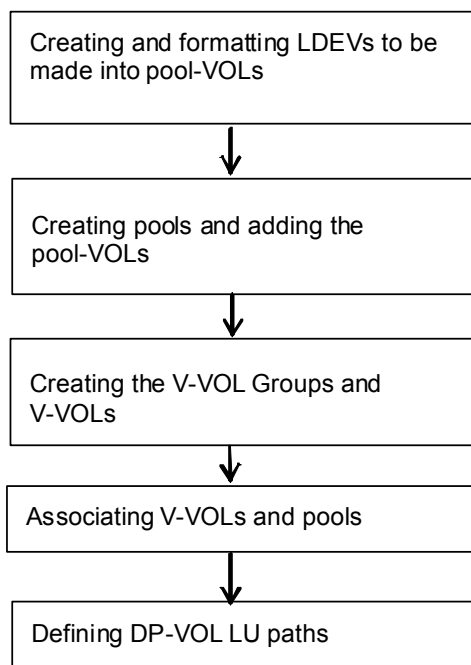 Creating and formatting LDEVs to be
made into pool-VOLs
Creating pools and adding the
pool-VOLs
Creating the V-VOL Groups and
V-VOLs
Associating V-VOLs and pools
Defining DP-VOL LU paths